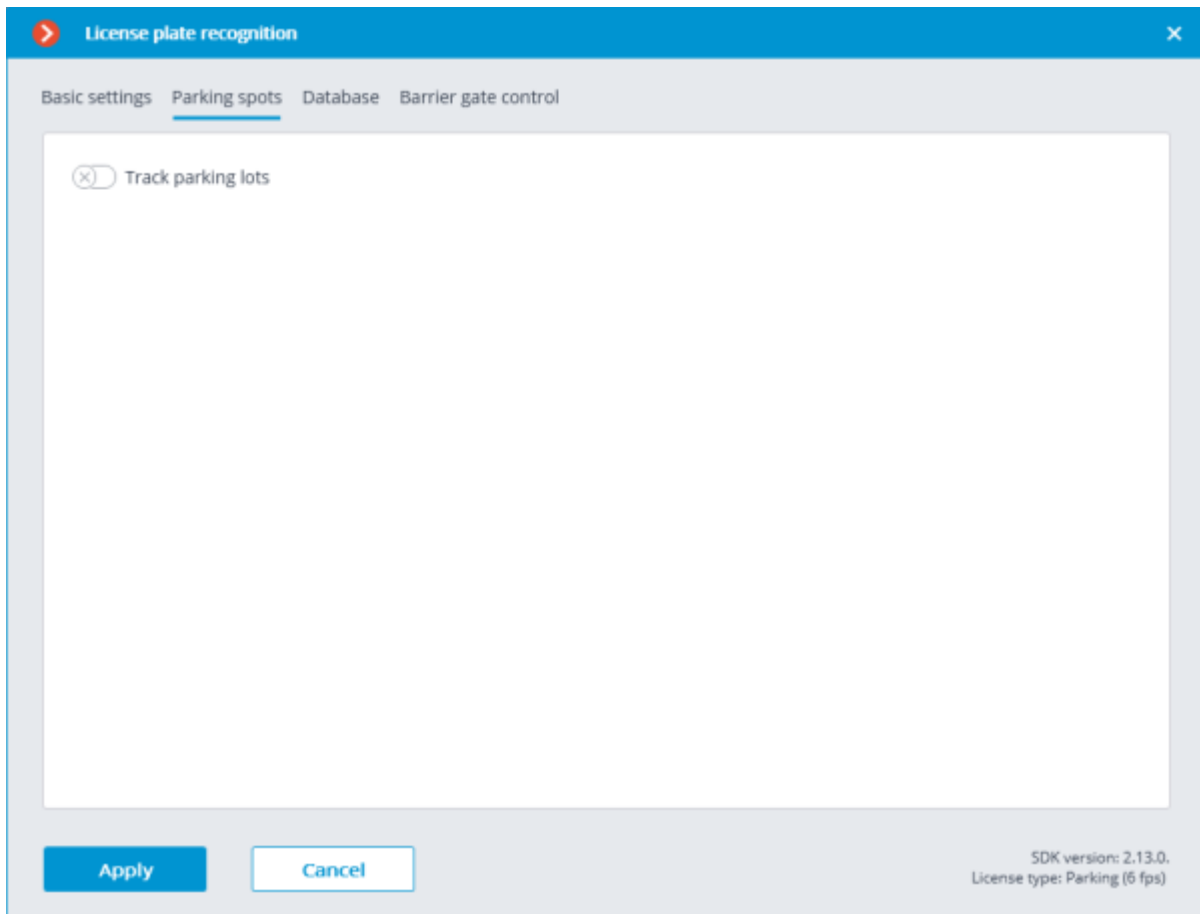 License plate recognition
Basic settings Parking spots Database Barrier gate control
Track parking lots
Apply Cancel
SDK version: 2.13.0.
License type: Parking (6 fps)